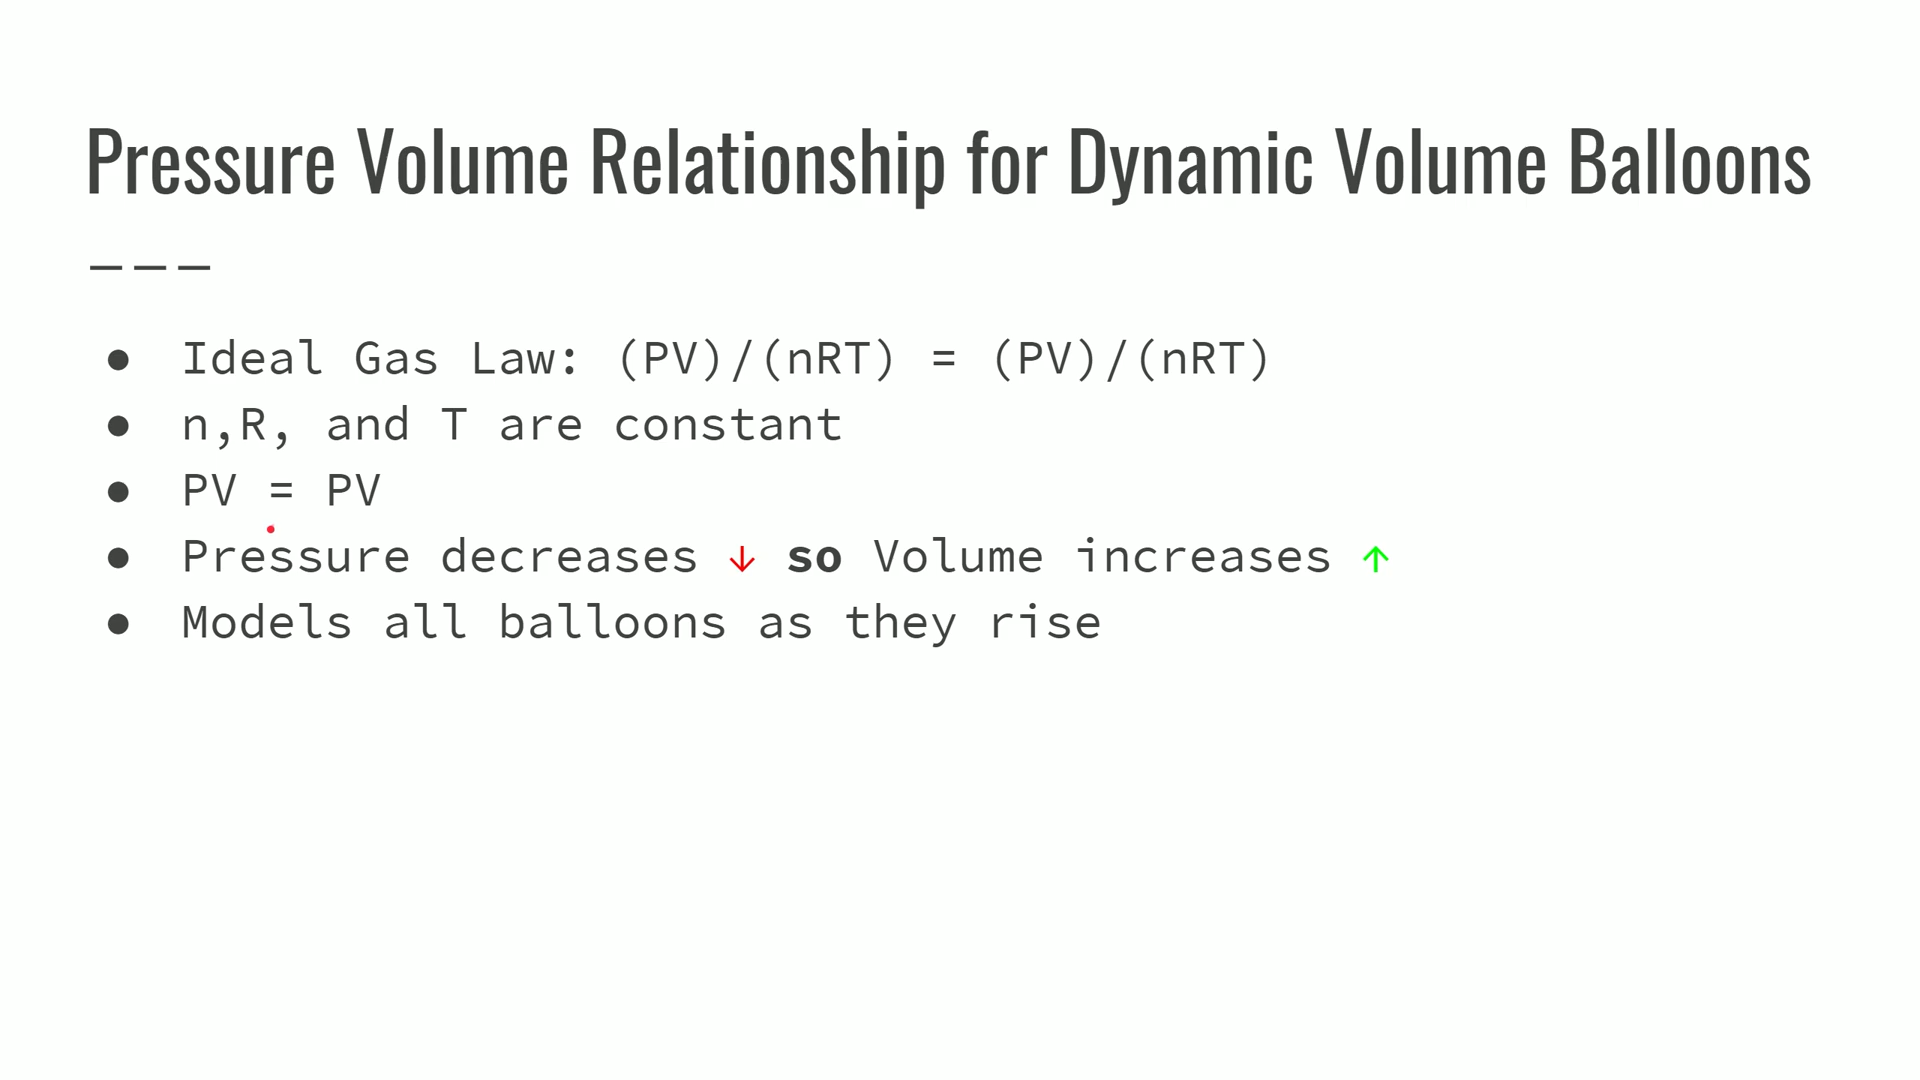 Pressure Volume Relationship for Dynamic Volume Balloons
___
● Ideal Gas Law: (PV)/(nRT) = (PV)/(nRT)
● n,R, and T are constant
● PV = PV
● Pressure decreases ↓ so Volume increases ↑
● Models all balloons as they rise